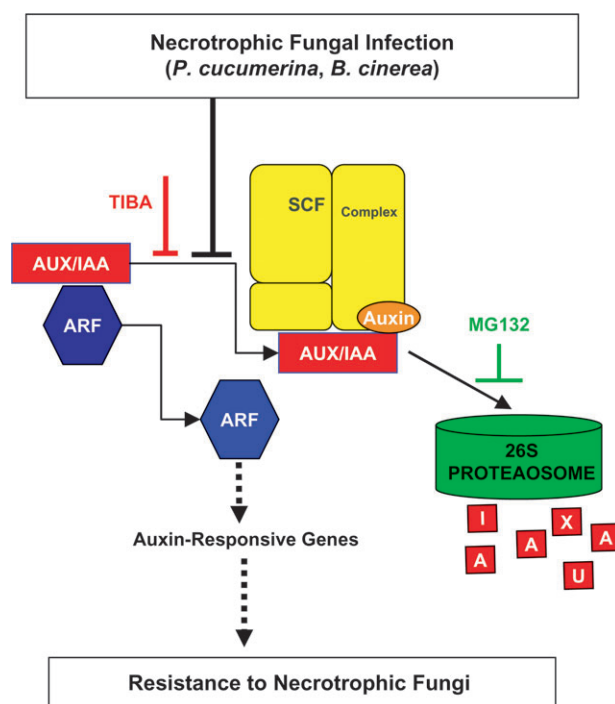 Necrotrophic Fungal Infection
(P. cucumerina, B. cinerea)
TIBA
SCF
Complex
AUX/IAA
ARF
Auxin
AUX/IAA
MG132
ARF
26S
PROTEAOSOME
I
X
A
A
A
U
Auxin-Responsive Genes
Resistance to Necrotrophic Fungi